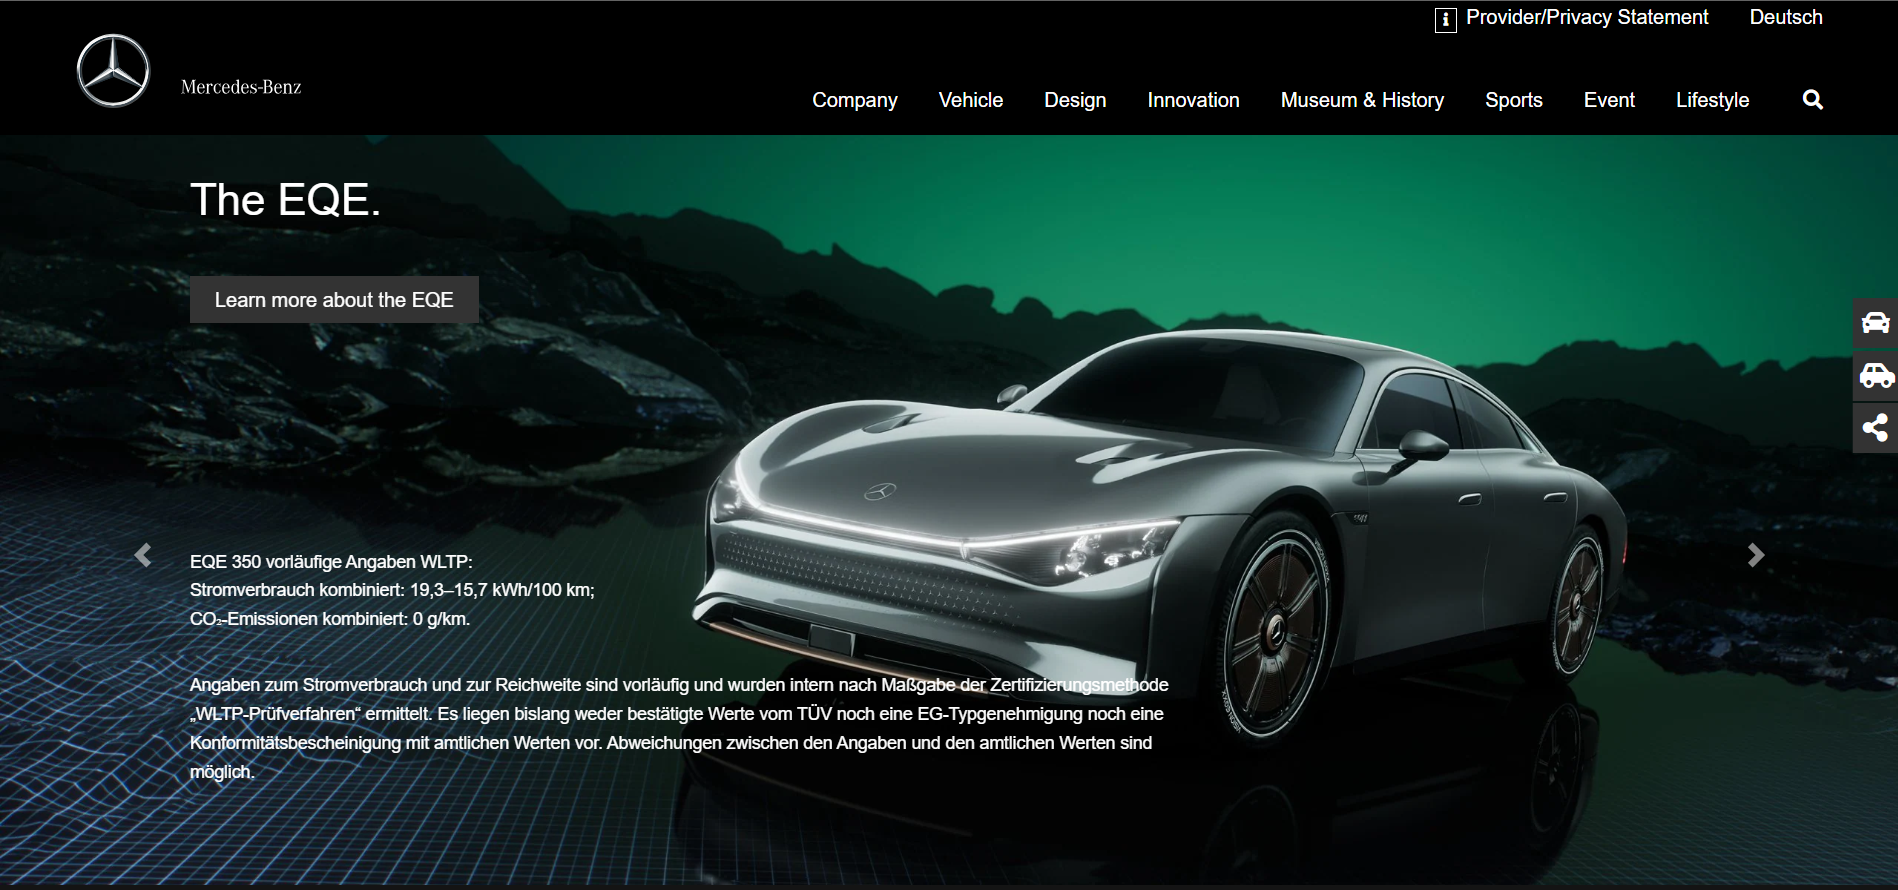 Provider/Privacy Statement Deutsch
Mercedes-Benz
Company Vehicle Design Innovation Museum & History Sports Event Lifestyle
The EQE.
Learn more about the EQE
EQE 350 vorläufige Angaben WLTP:
Stromverbrauch kombiniert: 19,3–15,7 kWh/100 km;
CO₂-Emissionen kombiniert: 0 g/km.
Angaben zum Stromverbrauch und zur Reichweite sind vorläufig und wurden intern nach Maßgabe der Zertifizierungsmethode
„WLTP-Prüfverfahren“ ermittelt. Es liegen bislang weder bestätigte Werte vom TÜV noch eine EG-Typgenehmigung noch eine
Konformitätsbescheinigung mit amtlichen Werten vor. Abweichungen zwischen den Angaben und den amtlichen Werten sind
möglich.